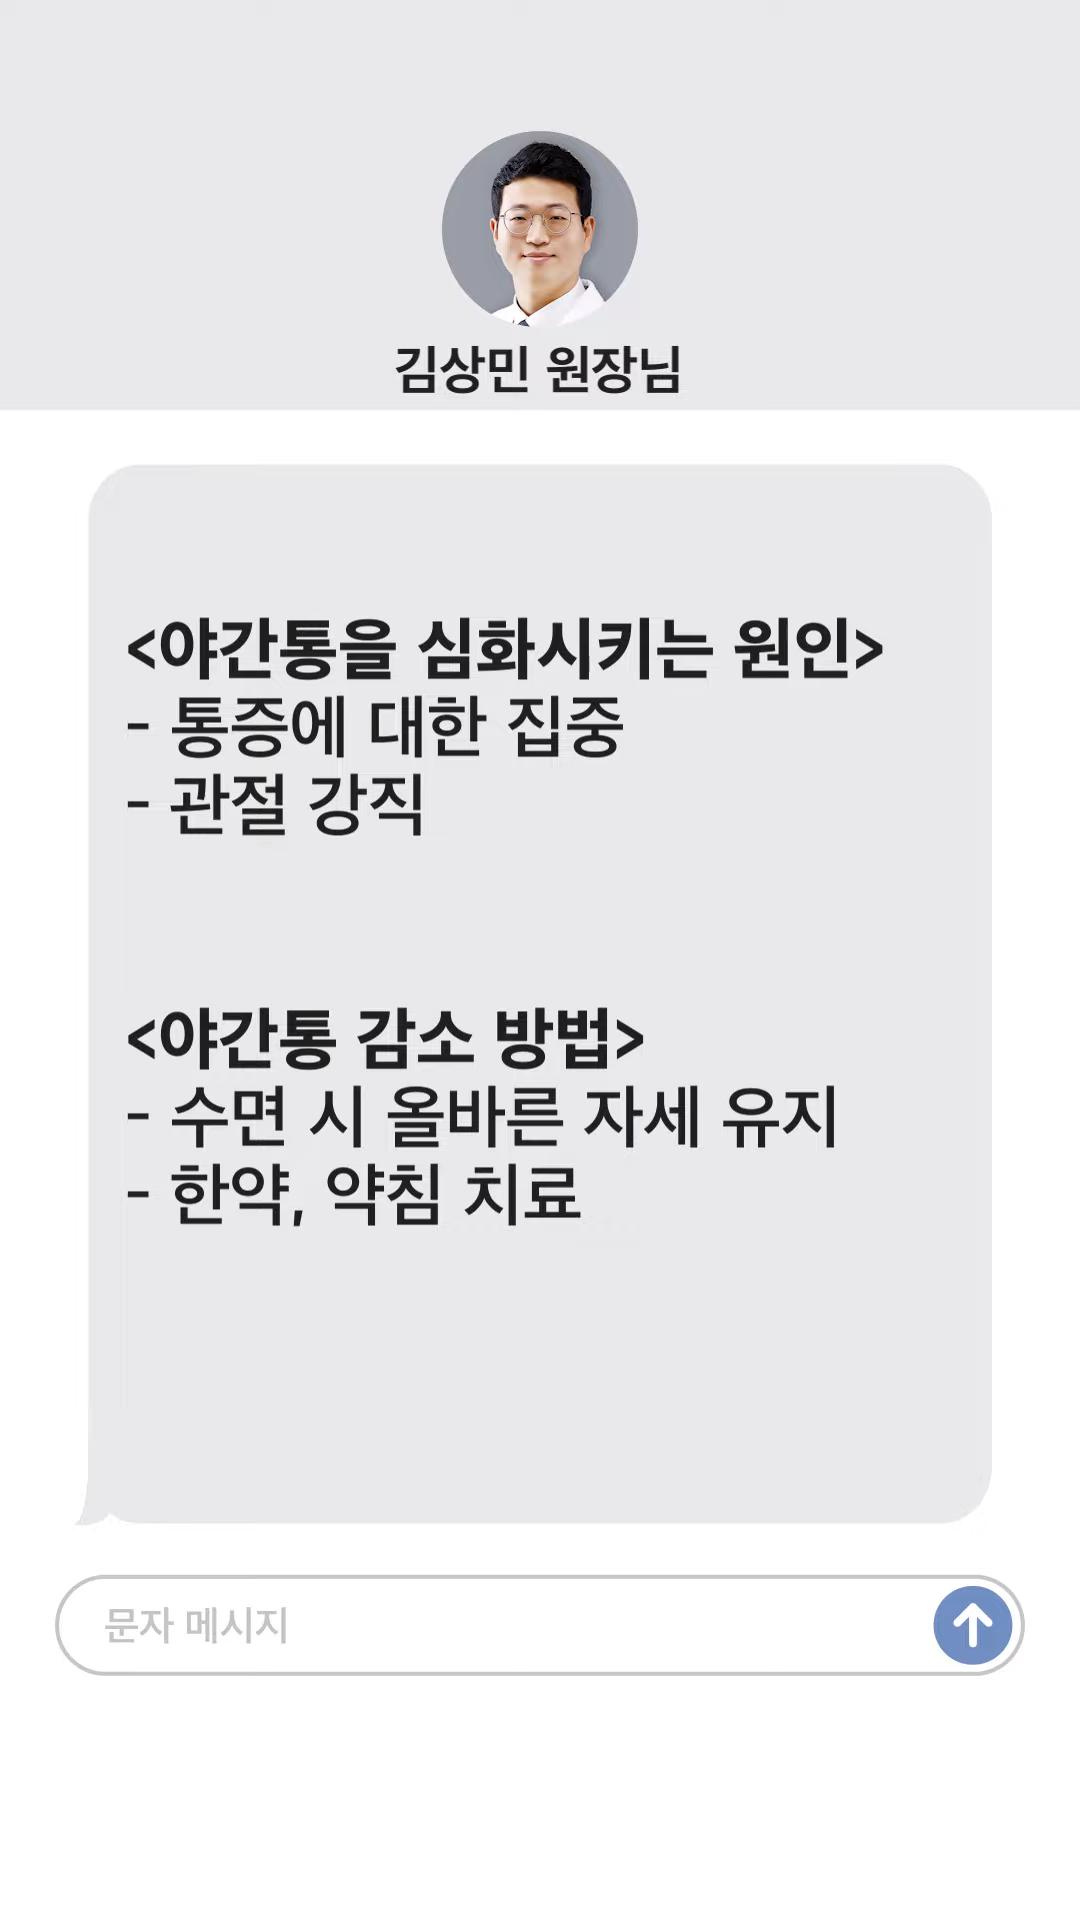 김상민 원장님
<야간통을 심화시키는 원인>
- 통증에 대한 집중
- 관절 강직
<야간통 감소 방법>
- 수면 시 올바른 자세 유지
- 한약, 약침 치료
문자 메시지